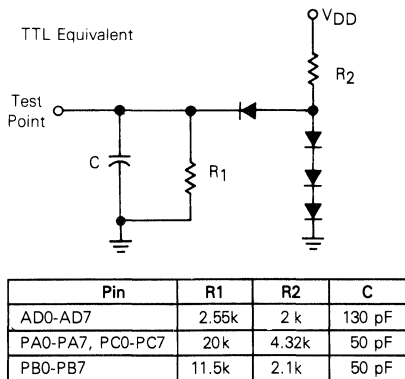 TTL Equivalent
VDD
R2
Test
Point
C
R1
Pin R1 R2 C
AD0-AD7 2.55k 2k 130 pF
PA0-PA7, PC0-PC7 20k 4.32k 50 pF
PB0-PB7 11.5k 2.1k 50 pF